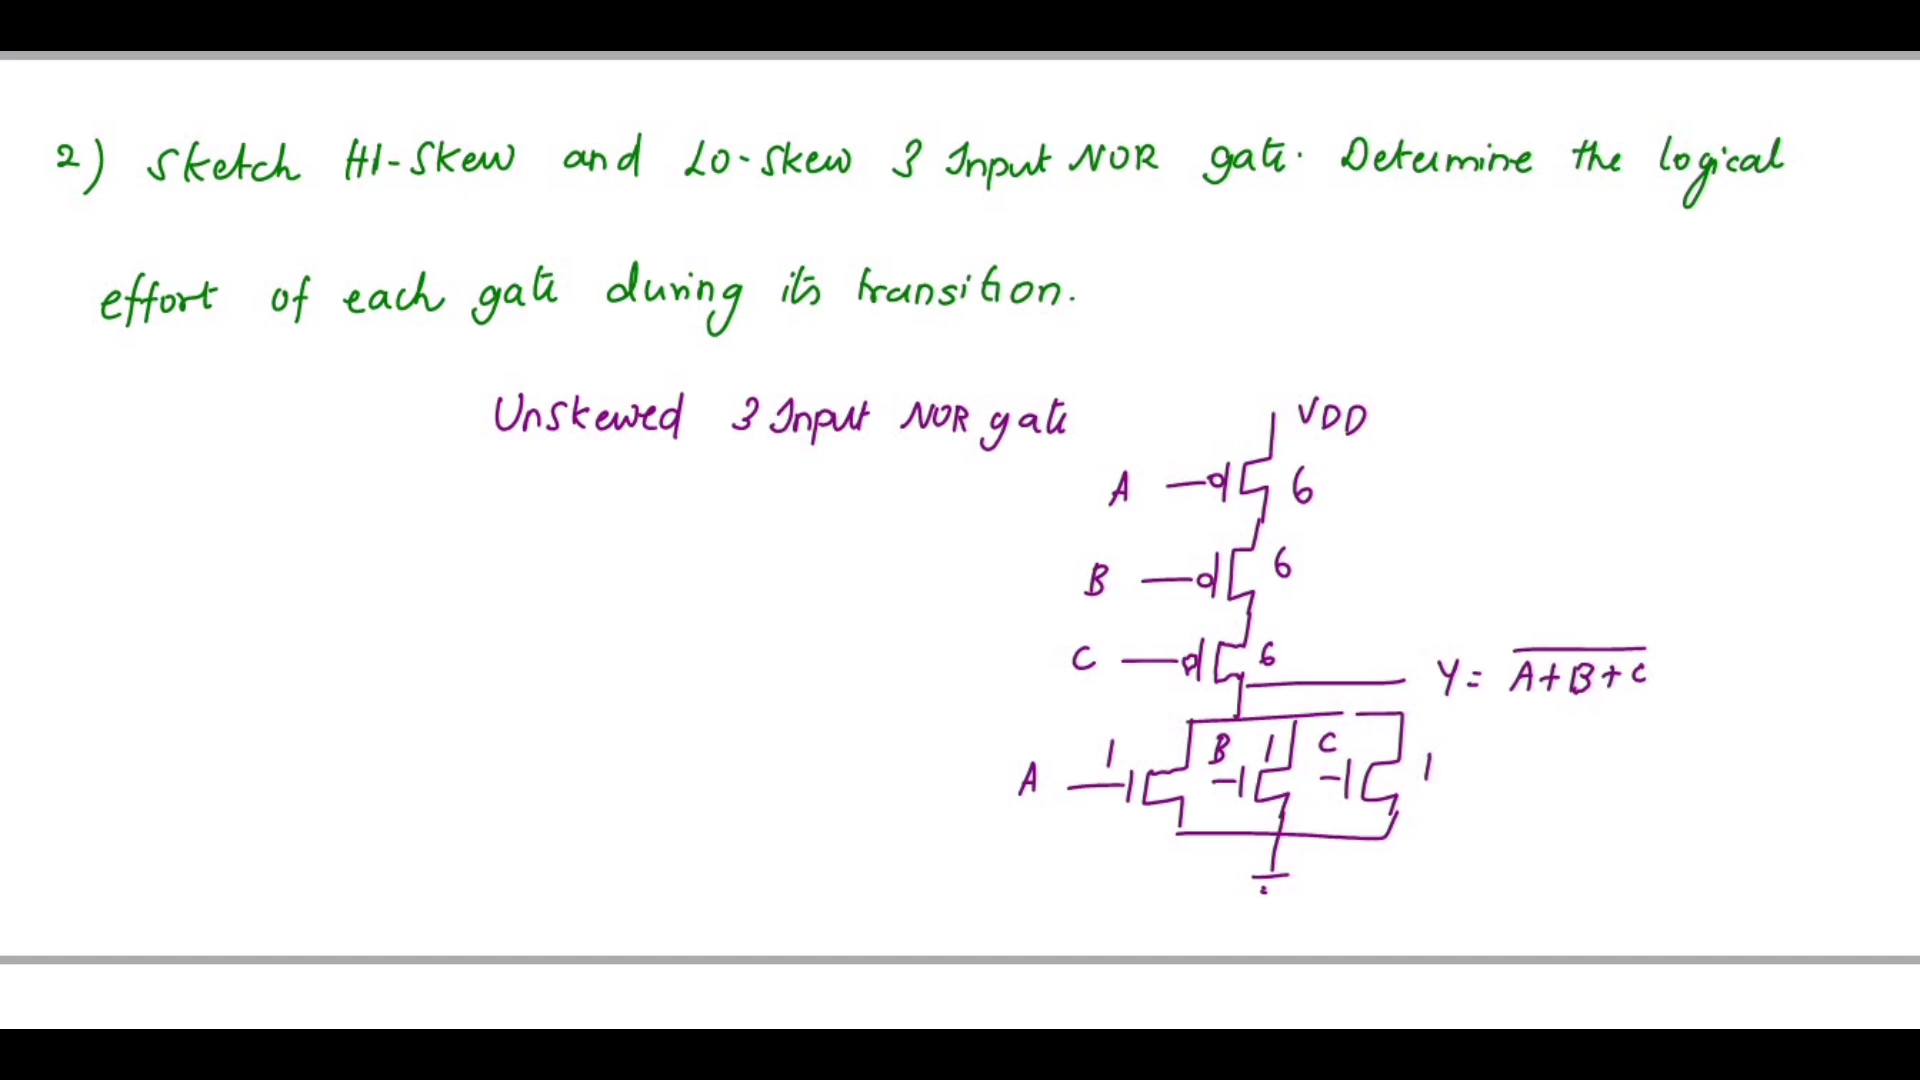 2) Sketch HI-Skew and LO-Skew 3 Input NOR gate. Determine the logical
effort of each gate during its transition.
Unskewed 3 Input NOR gate
VDD
A 6
B 6
C 6
Y = \overline{A+B+C}
A 1 B 1 C 1